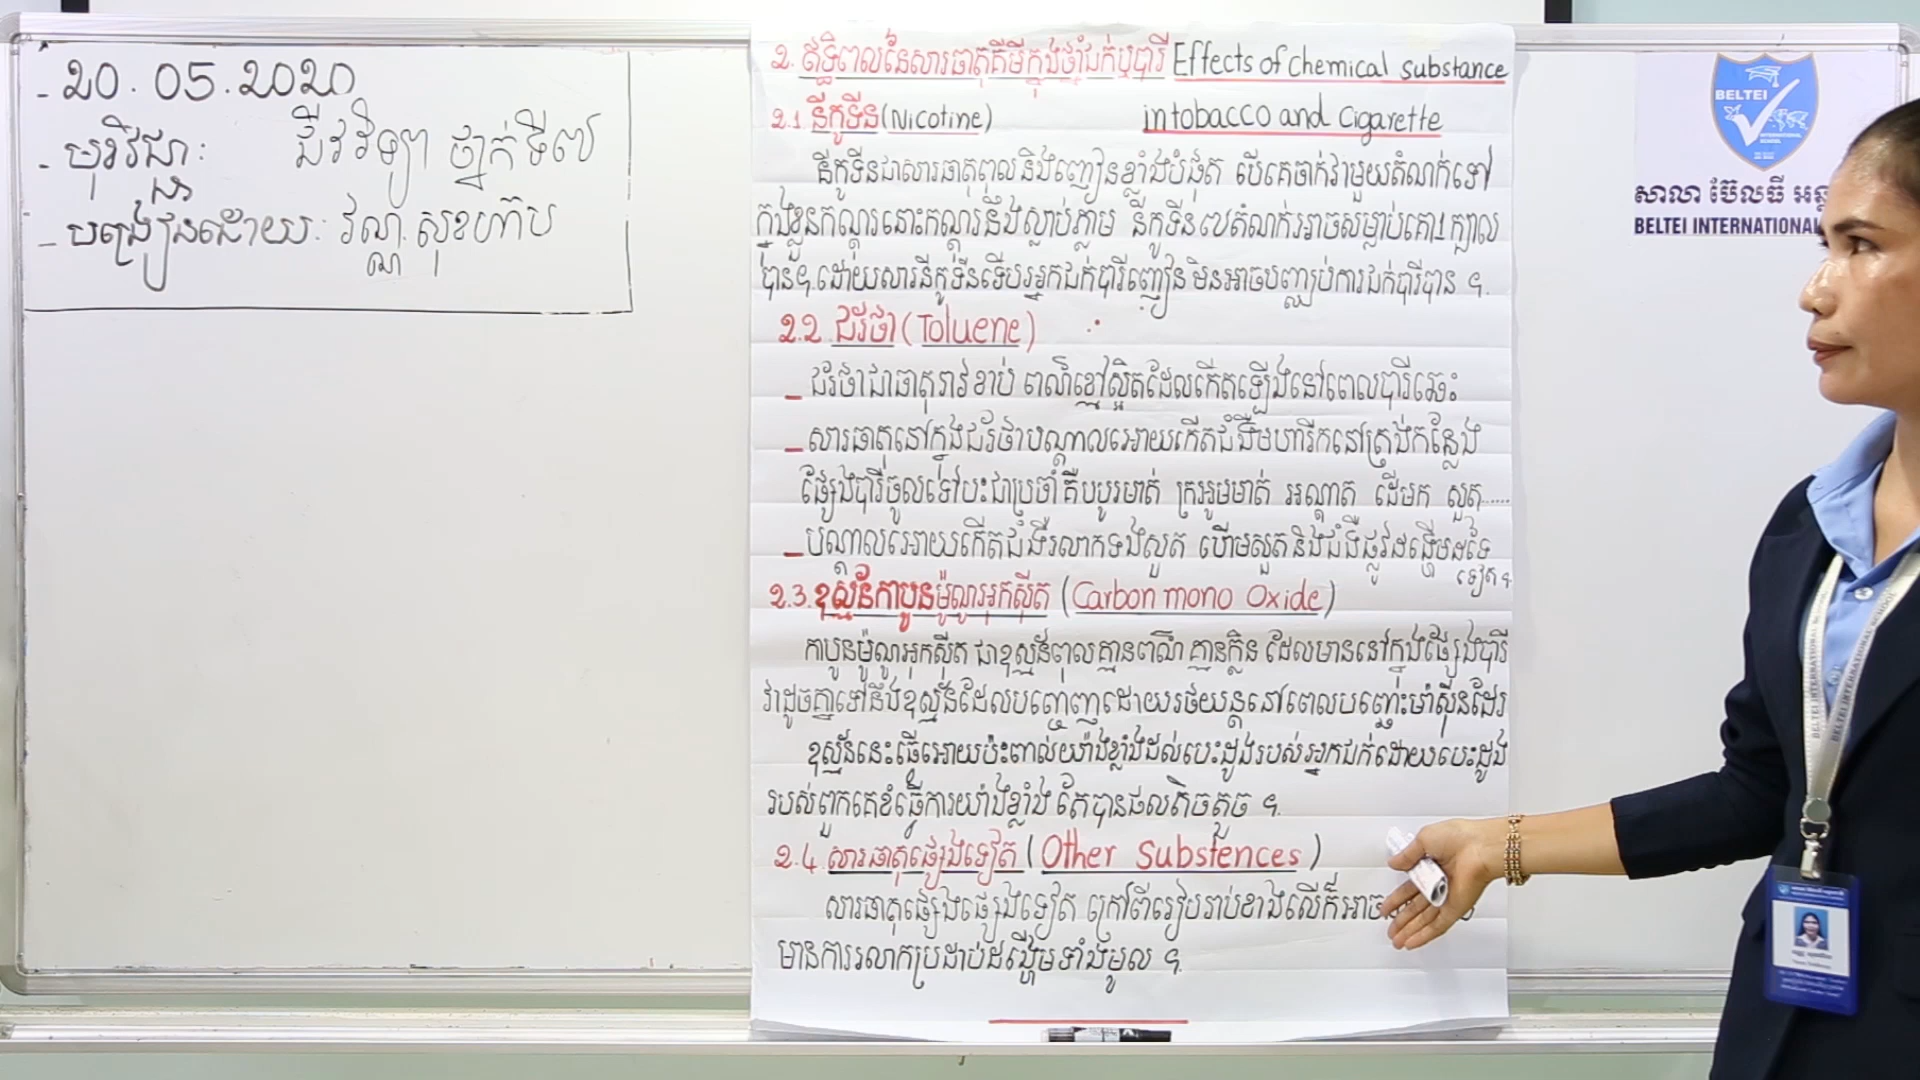 - ២០.០5.២០២០
- មុខវិជ្ជា: ជីវវិទ្យា ថ្នាក់ទី៧
- បង្រៀនដោយ: វណ្ណ សុខហ៊ាប
2. ឥទ្ធិពលនៃសារធាតុគីមីក្នុងថ្នាំជក់ឬបារី Effects of chemical substance
in tobacco and cigarette
2.1. នីកូទីន (Nicotine)
នីកូទីនជាសារធាតុពុលនិងញៀនខ្លាំងបំផុត បើគេចាក់វាមួយតំណក់ទៅ
ក្នុងខ្លួនកណ្ដុរនោះកណ្ដុរនឹងស្លាប់ភ្លាម នីកូទីន ៧តំណក់អាចសម្លាប់គោ1ក្បាល
បាន។ ដោយសារនីកូទីនទើបអ្នកជក់បារីញៀន មិនអាចបញ្ឈប់ការជក់បារីបាន ។
2.2 ជ័រថា (Toluene)
_ ជ័រថាជាធាតុរាវខាប់ ពណ៌ខ្មៅស្អិតដែលកើតឡើងនៅពេលបារីឆេះ
_ សារធាតុនៅក្នុងជ័រថាបណ្ដាលអោយកើតជំងឺមហារីកនៅត្រង់កន្លែង
ផ្សែងបារីចូលទៅប៉ះជាប្រចាំ គឺបបូរមាត់ ក្រអូមមាត់ អណ្ដាត ដើមក សួត......
_ បណ្ដាលអោយកើតជំងឺរលាកទងសួត ហើមសួតនិងជំងឺផ្លូវដង្ហើមដទៃ
ទៀត។
2.3. ឧស្ម័នកាបូនម៉ូណូអុកស៊ីត (Carbon mono Oxide)
កាបូនម៉ូណូអុកស៊ីត ជាឧស្ម័នពុលគ្មានពណ៌ គ្មានក្លិន ដែលមាននៅក្នុងផ្សែងបារី
វាដូចគ្នាទៅនឹងឧស្ម័នដែលបញ្ចេញដោយរថយន្តនៅពេលបញ្ឆេះម៉ាស៊ីនដែរ
ឧស្ម័ននេះធ្វើអោយប៉ះពាល់យ៉ាងខ្លាំងដល់បេះដូងរបស់អ្នកជក់ដោយបេះដូង
របស់ពួកគេខំធ្វើការយ៉ាងខ្លាំង តែបានផលតិចតួច ។
2.4. សារធាតុផ្សេងទៀត (Other Substences)
សារធាតុផ្សេងផ្សេងទៀត ក្រៅពីរៀបរាប់ខាងលើក៏អាច
មានការរលាកប្រដាប់ដង្ហើមទាំងមូល ។
BELTEI
INTERNATIONAL
SCHOOL
សាលា ប៊ែលធី
BELTEI INTERNATIONAL
BELTEI INTERNATIONAL SCHOOL